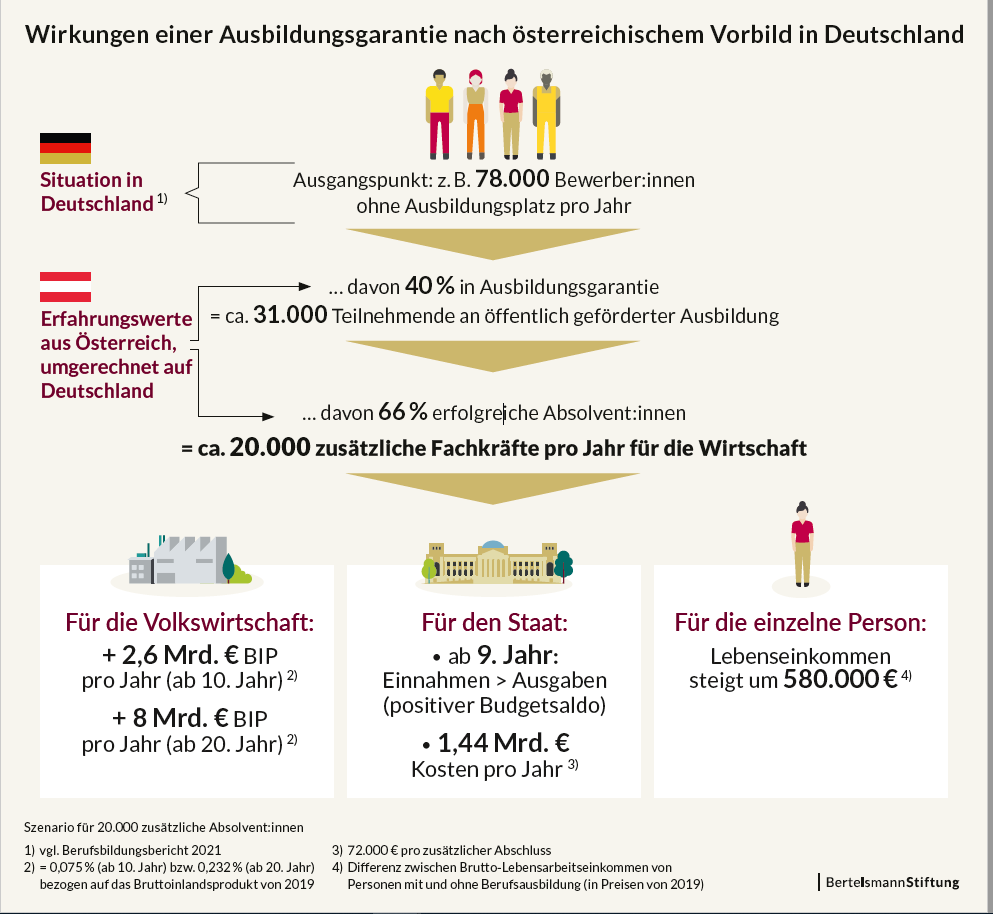 Wirkungen einer Ausbildungsgarantie nach österreichischem Vorbild in Deutschland
Situation in
Deutschland 1)
Ausgangspunkt: z. B. 78.000 Bewerber:innen
ohne Ausbildungsplatz pro Jahr
Erfahrungswerte
aus Österreich,
umgerechnet auf
Deutschland
... davon 40 % in Ausbildungsgarantie
= ca. 31.000 Teilnehmende an öffentlich geförderter Ausbildung
... davon 66 % erfolgreiche Absolvent:innen
= ca. 20.000 zusätzliche Fachkräfte pro Jahr für die Wirtschaft
Für die Volkswirtschaft:
+ 2,6 Mrd. € BIP
pro Jahr (ab 10. Jahr) 2)
+ 8 Mrd. € BIP
pro Jahr (ab 20. Jahr) 2)
Für den Staat:
• ab 9. Jahr:
Einnahmen > Ausgaben
(positiver Budgetsaldo)
• 1,44 Mrd. €
Kosten pro Jahr 3)
Für die einzelne Person:
Lebenseinkommen
steigt um 580.000 € 4)
Szenario für 20.000 zusätzliche Absolvent:innen
1) vgl. Berufsbildungsbericht 2021
2) = 0,075 % (ab 10. Jahr) bzw. 0,232 % (ab 20. Jahr)
bezogen auf das Bruttoinlandsprodukt von 2019
3) 72.000 € pro zusätzlicher Abschluss
4) Differenz zwischen Brutto-Lebensarbeitseinkommen von
Personen mit und ohne Berufsausbildung (in Preisen von 2019)
BertelsmannStiftung